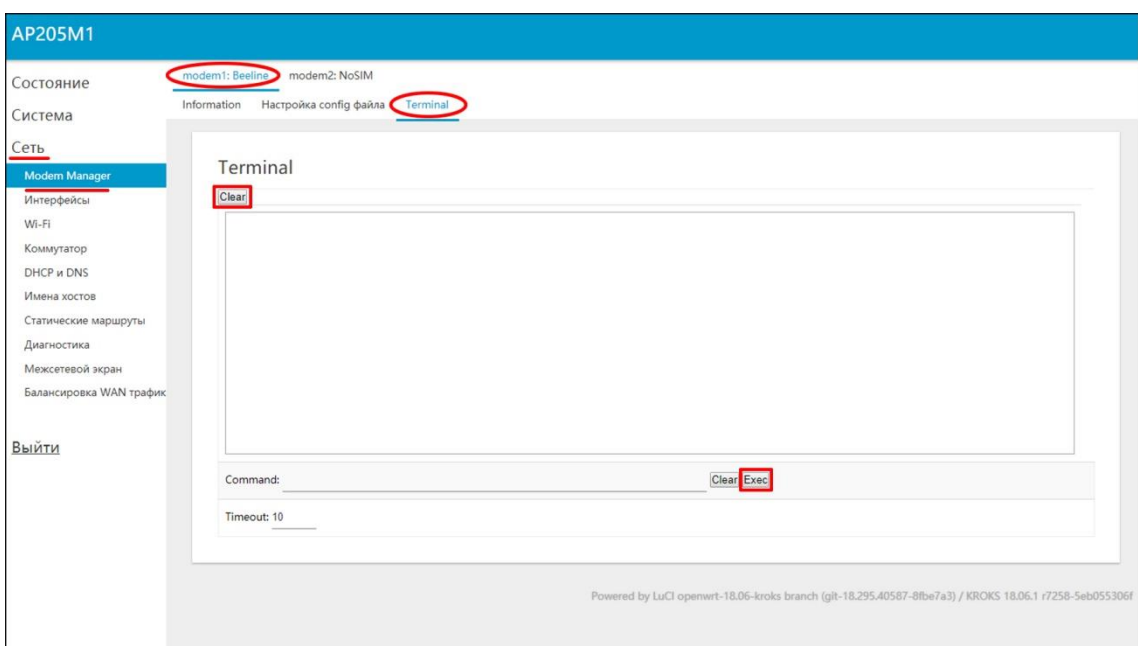 AP205M1
Состояние
Система
Сеть
Modem Manager
Интерфейсы
Wi-Fi
Коммутатор
DHCP и DNS
Имена хостов
Статические маршруты
Диагностика
Межсетевой экран
Балансировка WAN трафик
Выйти
modem1: Beeline modem2: NoSIM
Information Настройка config файла Terminal
Terminal
Clear
Command: Clear Exec
Timeout: 10
Powered by LuCI openwrt-18.06-kroks branch (git-18.295.40587-8fbe7a3) / KROKS 18.06.1 r7258-5eb055306f